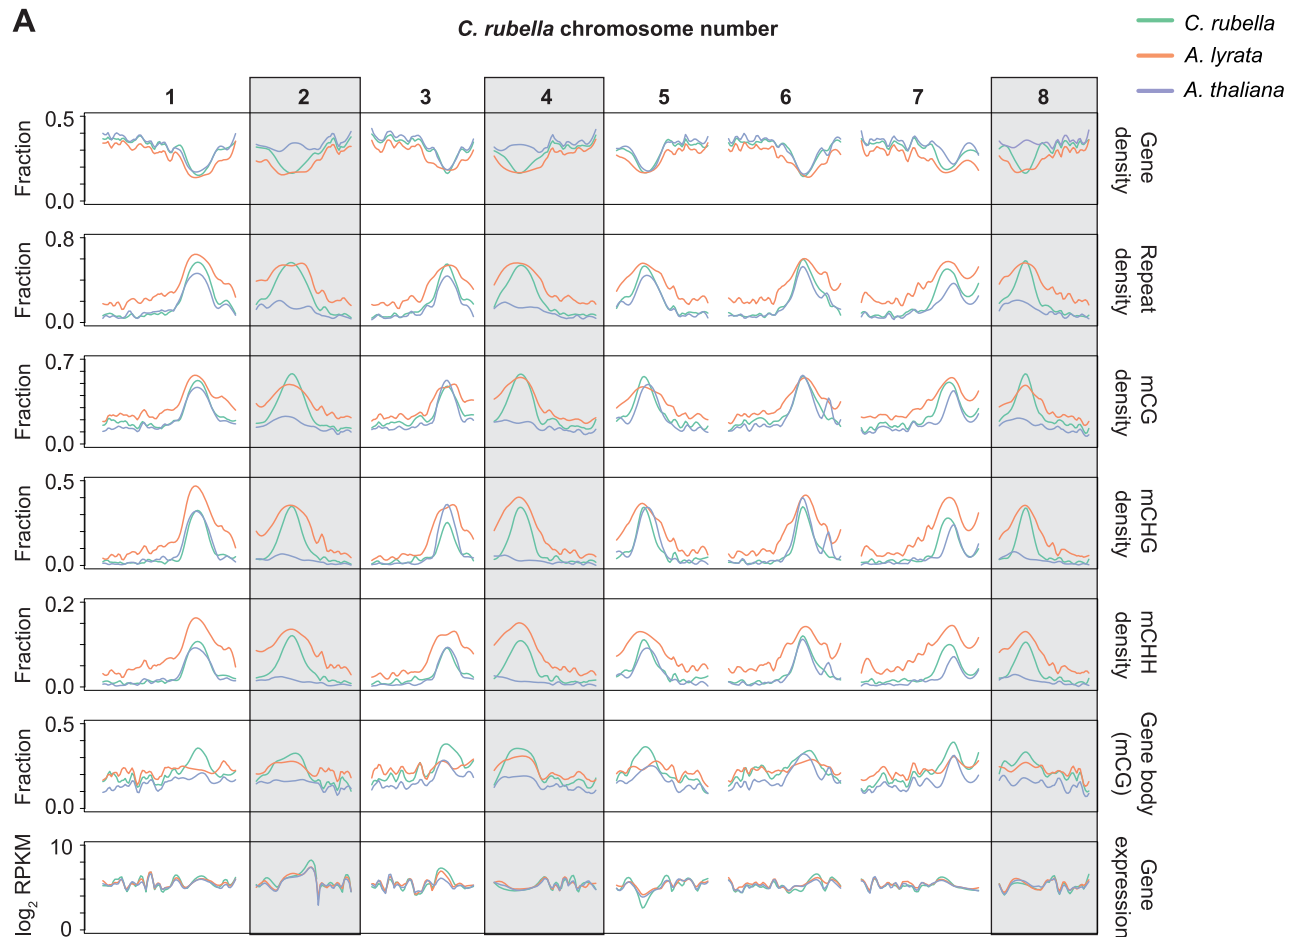 A
C. rubella chromosome number
C. rubella
A. lyrata
A. thaliana
1 2 3 4 5 6 7 8
0.5
Fraction
0.0
Gene
density
0.8
Fraction
0.0
Repeat
density
0.7
Fraction
0.0
mCG
density
0.5
Fraction
0.0
mCHG
density
0.2
Fraction
0.0
mCHH
density
0.5
Fraction
0.0
Gene body
(mCG)
10
log2 RPKM
0
Gene
expression